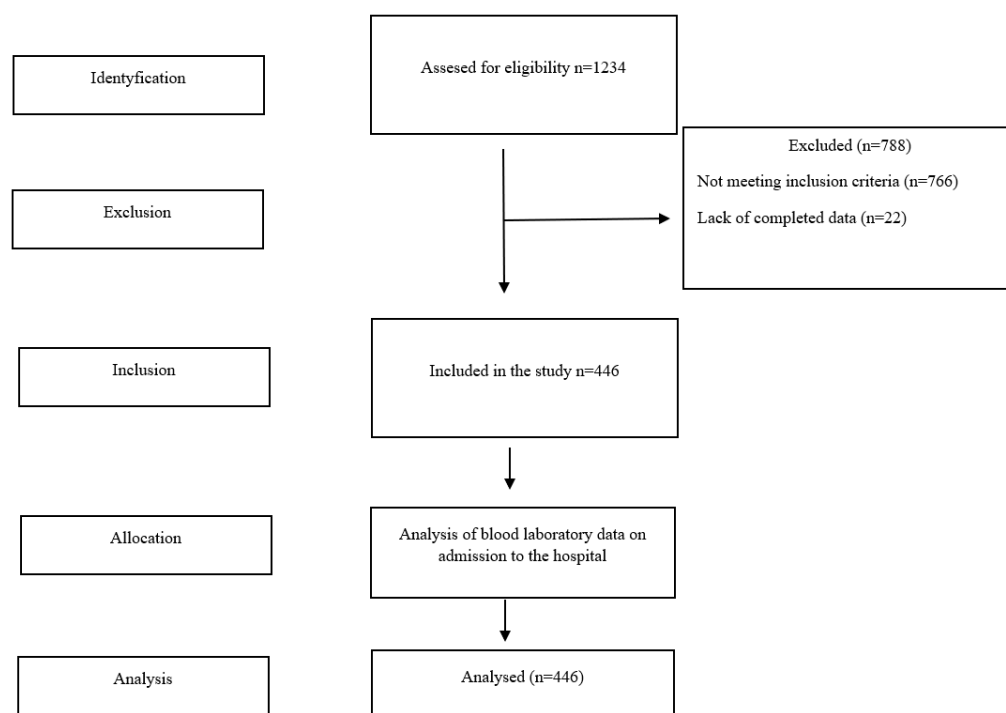 Identyfication
Assesed for eligibility n=1234
Excluded (n=788)
Not meeting inclusion criteria (n=766)
Lack of completed data (n=22)
Exclusion
Inclusion
Included in the study n=446
Allocation
Analysis of blood laboratory data on
admission to the hospital
Analysis
Analysed (n=446)